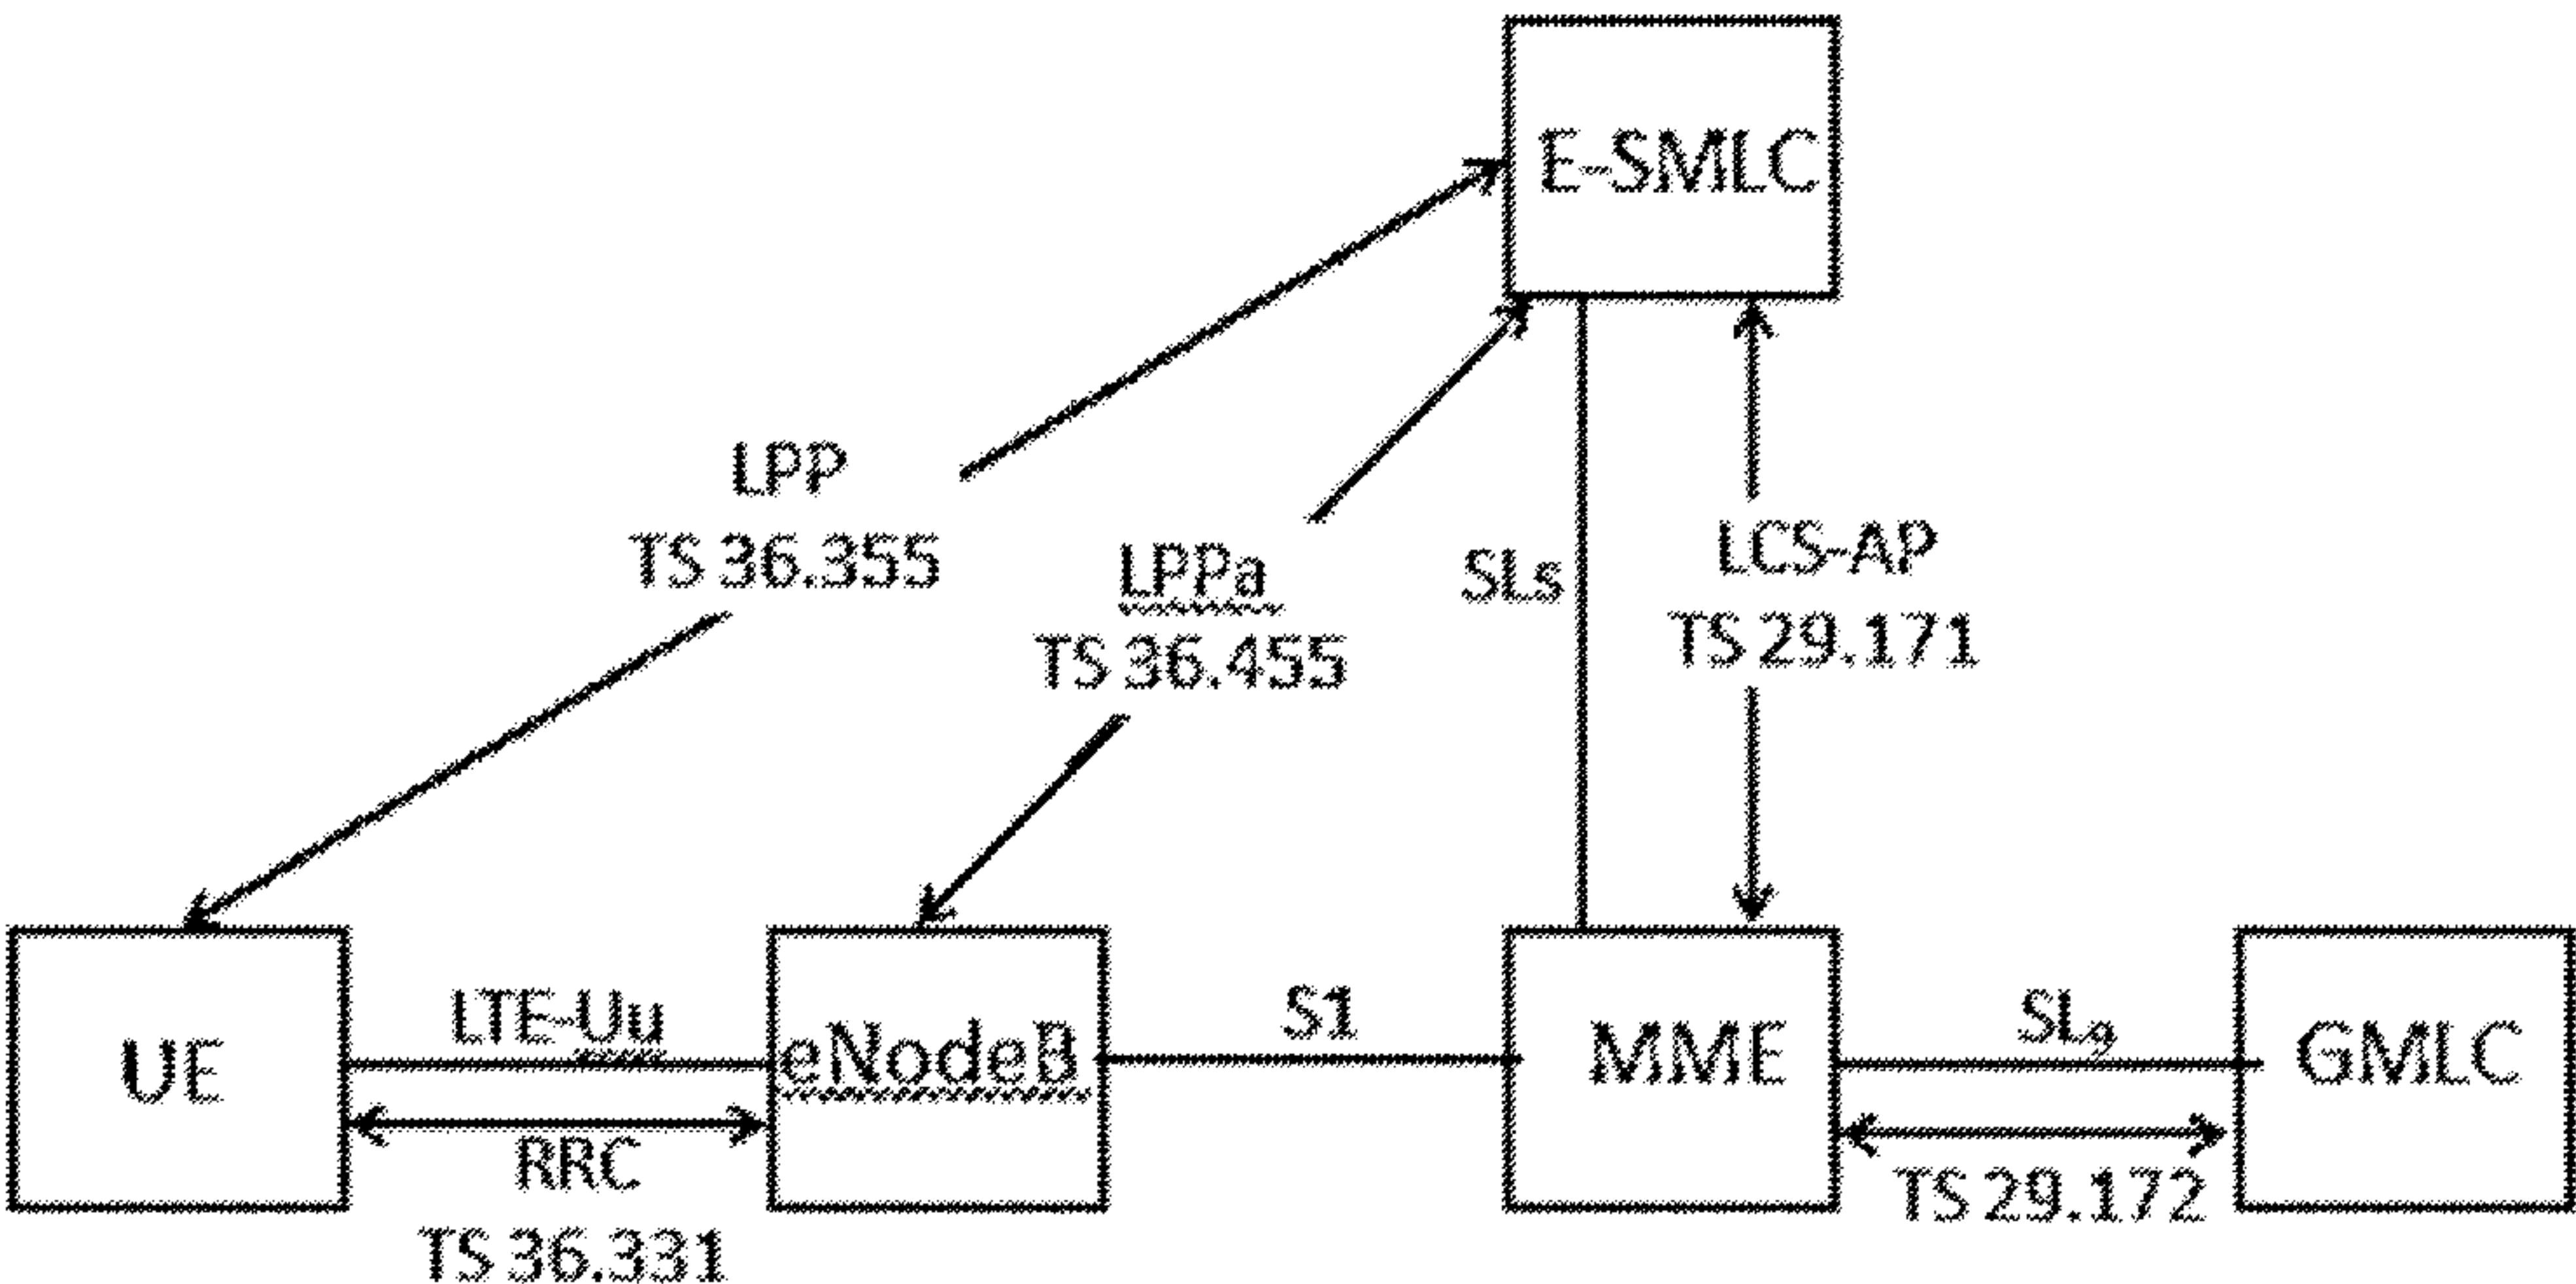 E-SMLC
LPP
TS 36.355
LPPa
TS 36.455
SLs
LCS-AP
TS 29.171
UE
LTE-Uu
RRC
TS 36.331
eNodeB
S1
MME
SLg
TS 29.172
GMLC